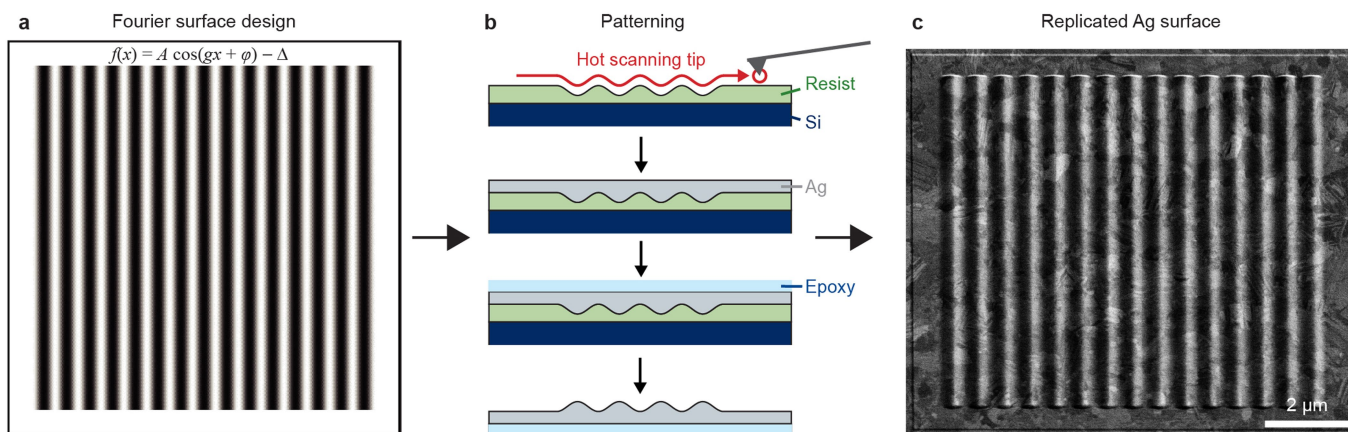 a Fourier surface design
f(x) = A cos(gx + φ) − Δ
b Patterning
Hot scanning tip
Resist
Si
Ag
Epoxy
c Replicated Ag surface
2 μm